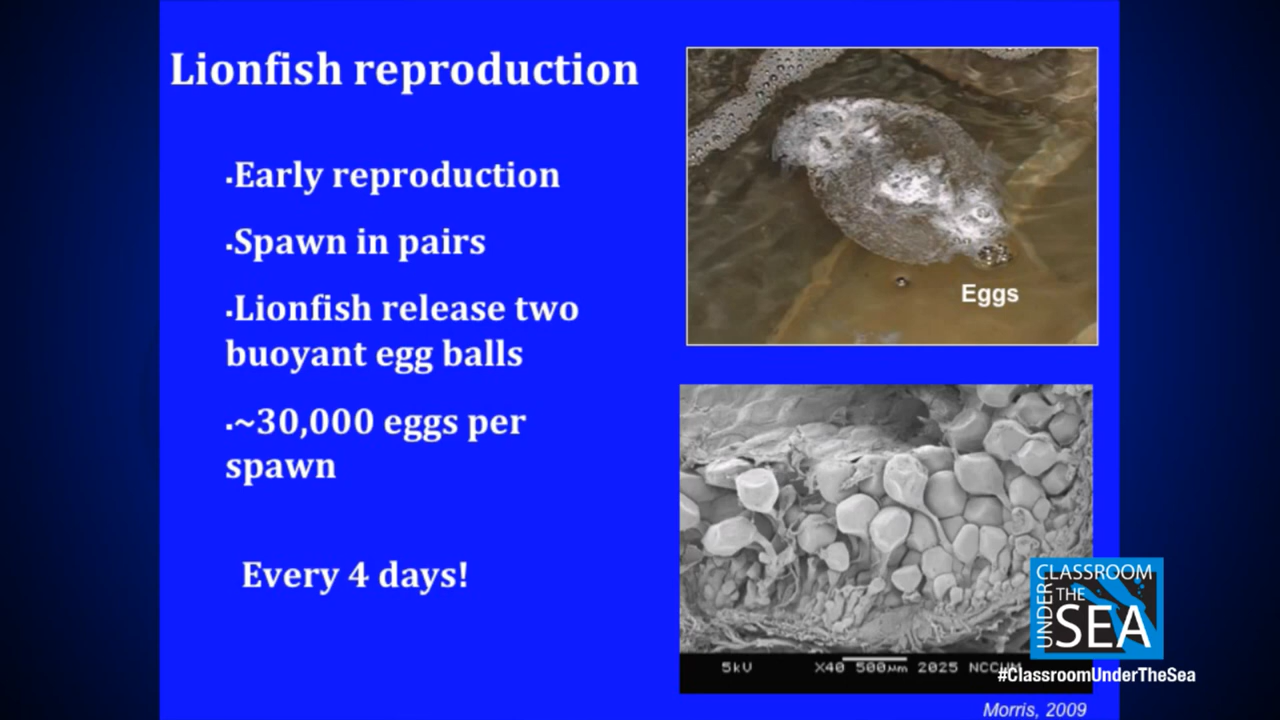 Lionfish reproduction
▪Early reproduction
▪Spawn in pairs
▪Lionfish release two
buoyant egg balls
▪~30,000 eggs per
spawn
Every 4 days!
Eggs
5kU X40 500µm 2025 NCCUM
CLASSROOM
UNDER
THE
SEA
#ClassroomUnderTheSea
Morris, 2009